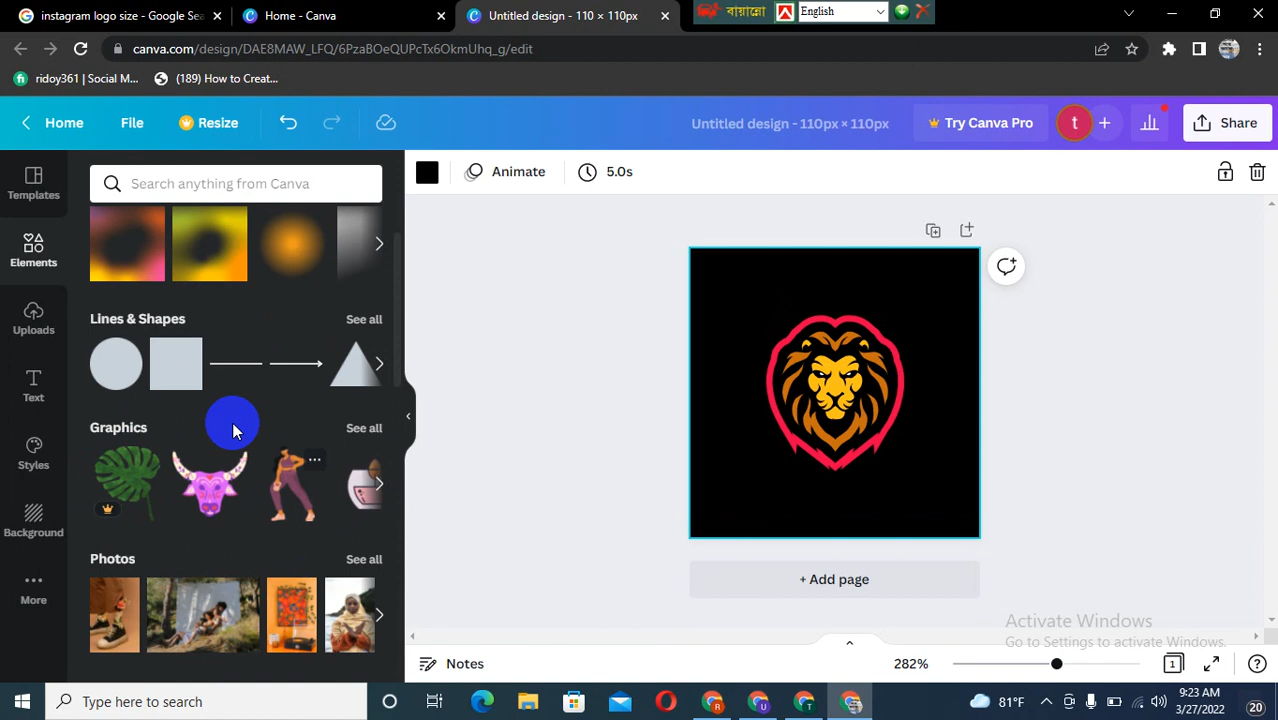 instagram logo size - Google Sea
Home - Canva
Untitled design - 110 × 110px
বায়ান্নো
English
canva.com/design/DAE8MAW_LFQ/6PzaBOeQUPcTx6OkmUhq_g/edit
ridoy361 | Social M...
(189) How to Creat...
Home
File
Resize
Untitled design - 110px × 110px
Try Canva Pro
t
Share
Templates
Search anything from Canva
Animate
5.0s
Elements
Lines & Shapes
See all
Uploads
Text
Graphics
See all
Styles
Background
Photos
See all
More
+ Add page
Activate Windows
Go to Settings to activate Windows.
Notes
282%
1
Type here to search
81°F
9:23 AM
3/27/2022
20